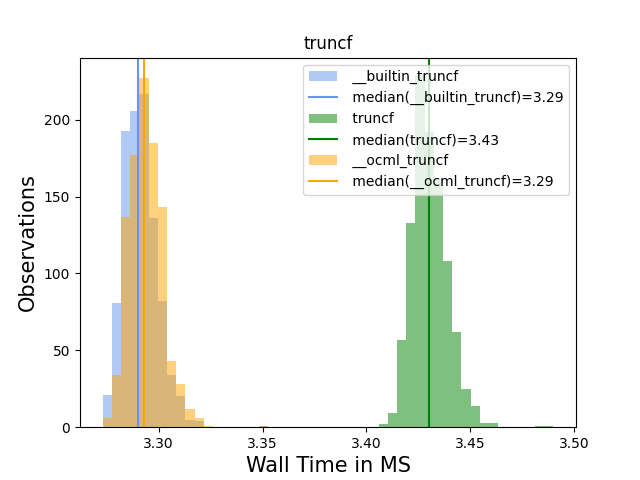 truncf
__builtin_truncf
median(__builtin_truncf)=3.29
truncf
median(truncf)=3.43
__ocml_truncf
median(__ocml_truncf)=3.29
200
150
100
50
0
Observations
3.30 3.35 3.40 3.45 3.50
Wall Time in MS